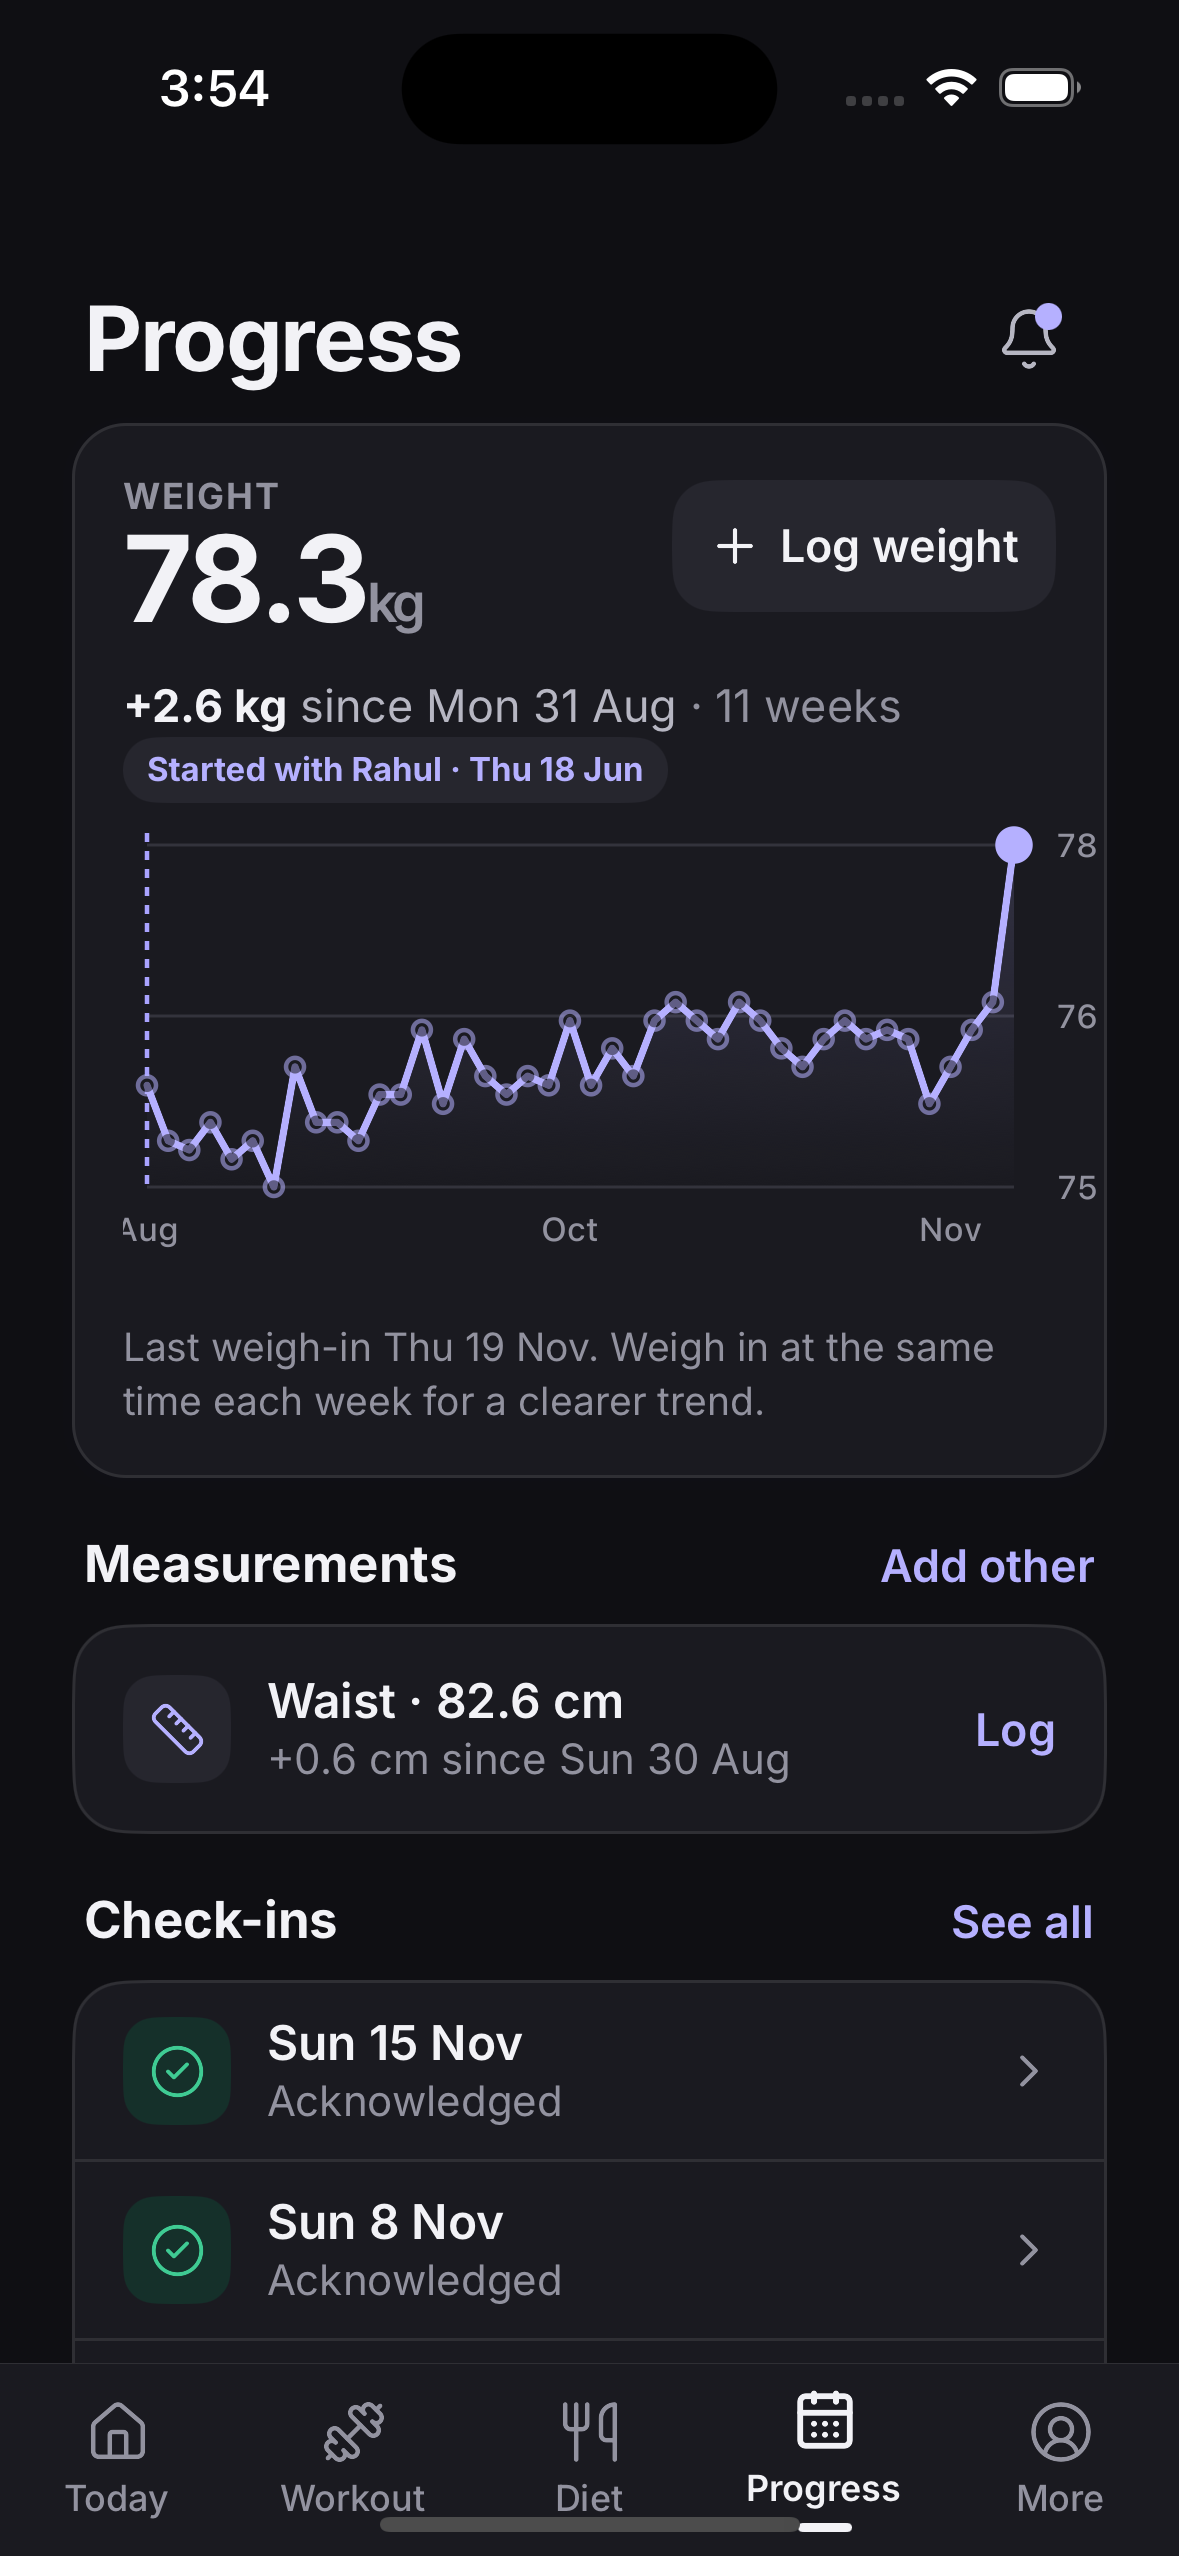 3:54
Progress
WEIGHT
78.3kg
+ Log weight
+2.6 kg since Mon 31 Aug · 11 weeks
Started with Rahul · Thu 18 Jun
78
76
75
Aug Oct Nov
Last weigh-in Thu 19 Nov. Weigh in at the same
time each week for a clearer trend.
Measurements
Add other
Waist · 82.6 cm
+0.6 cm since Sun 30 Aug
Log
Check-ins
See all
Sun 15 Nov
Acknowledged
Sun 8 Nov
Acknowledged
Today Workout Diet Progress More